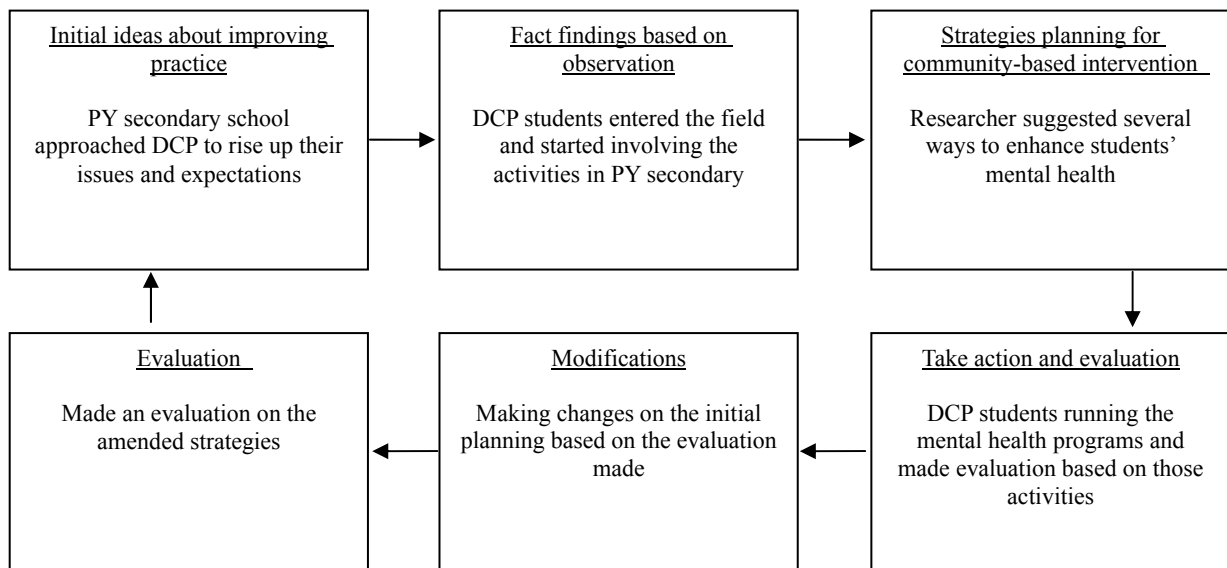 Initial ideas about improving
practice
PY secondary school
approached DCP to rise up their
issues and expectations
Fact findings based on
observation
DCP students entered the field
and started involving the
activities in PY secondary
Strategies planning for
community-based intervention
Researcher suggested several
ways to enhance students’
mental health
Evaluation
Made an evaluation on the
amended strategies
Modifications
Making changes on the initial
planning based on the evaluation
made
Take action and evaluation
DCP students running the
mental health programs and
made evaluation based on those
activities